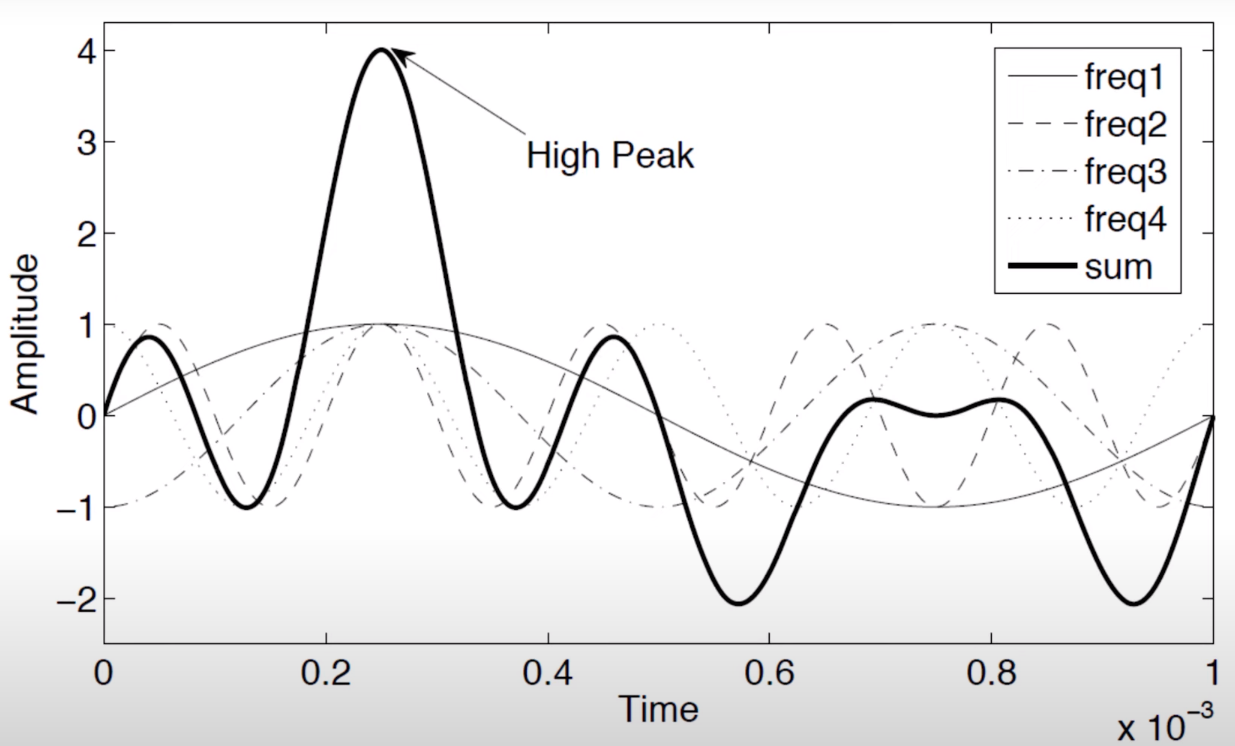 4
3
2
1
0
−1
−2
Amplitude
High Peak
freq1
freq2
freq3
freq4
sum
0 0.2 0.4 0.6 0.8 1
Time
x 10⁻³